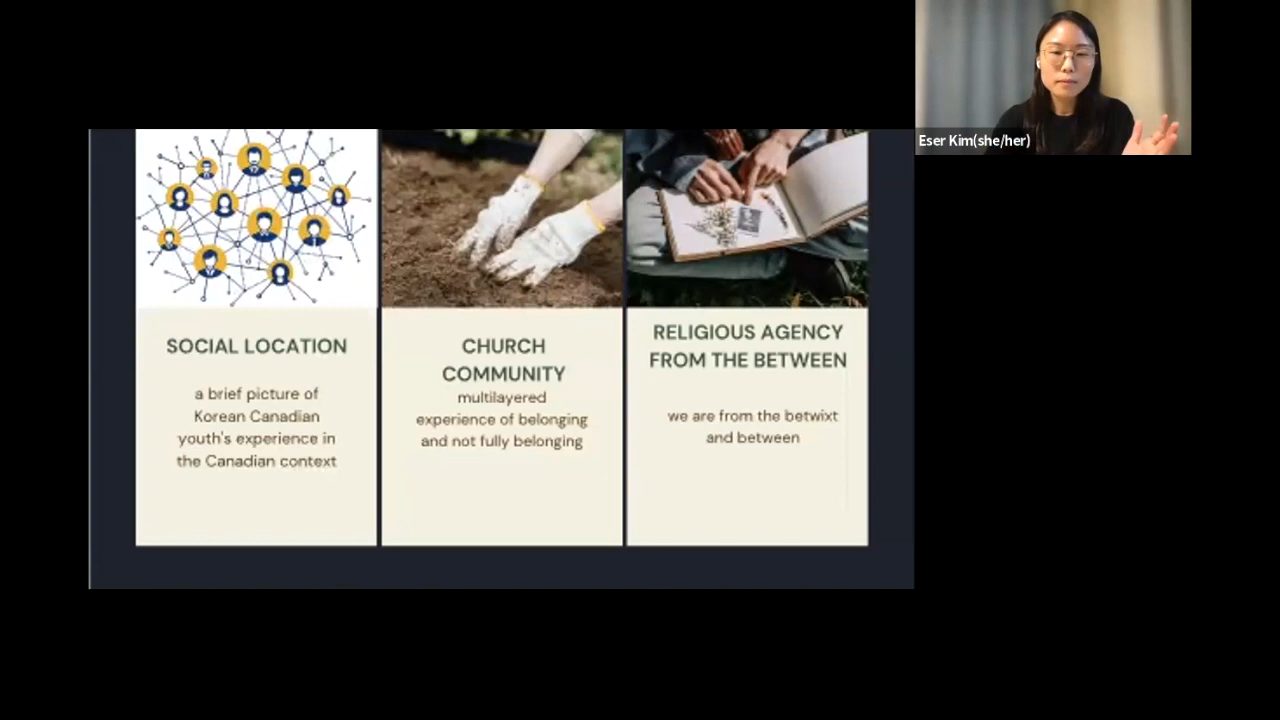 Eser Kim(she/her)
SOCIAL LOCATION
a brief picture of
Korean Canadian
youth's experience in
the Canadian context
CHURCH
COMMUNITY
multilayered
experience of belonging
and not fully belonging
RELIGIOUS AGENCY
FROM THE BETWEEN
we are from the betwixt
and between